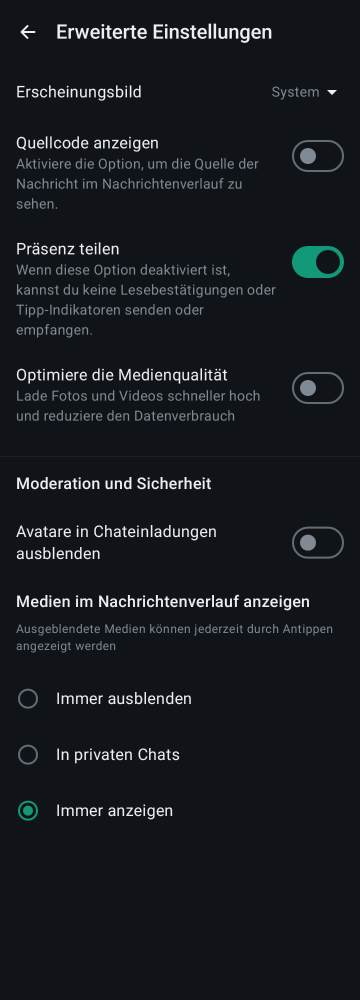 Erweiterte Einstellungen
Erscheinungsbild
System
Quellcode anzeigen
Aktiviere die Option, um die Quelle der
Nachricht im Nachrichtenverlauf zu
sehen.
Präsenz teilen
Wenn diese Option deaktiviert ist,
kannst du keine Lesebestätigungen oder
Tipp-Indikatoren senden oder
empfangen.
Optimiere die Medienqualität
Lade Fotos und Videos schneller hoch
und reduziere den Datenverbrauch
Moderation und Sicherheit
Avatare in Chateinladungen
ausblenden
Medien im Nachrichtenverlauf anzeigen
Ausgeblendete Medien können jederzeit durch Antippen
angezeigt werden
Immer ausblenden
In privaten Chats
Immer anzeigen